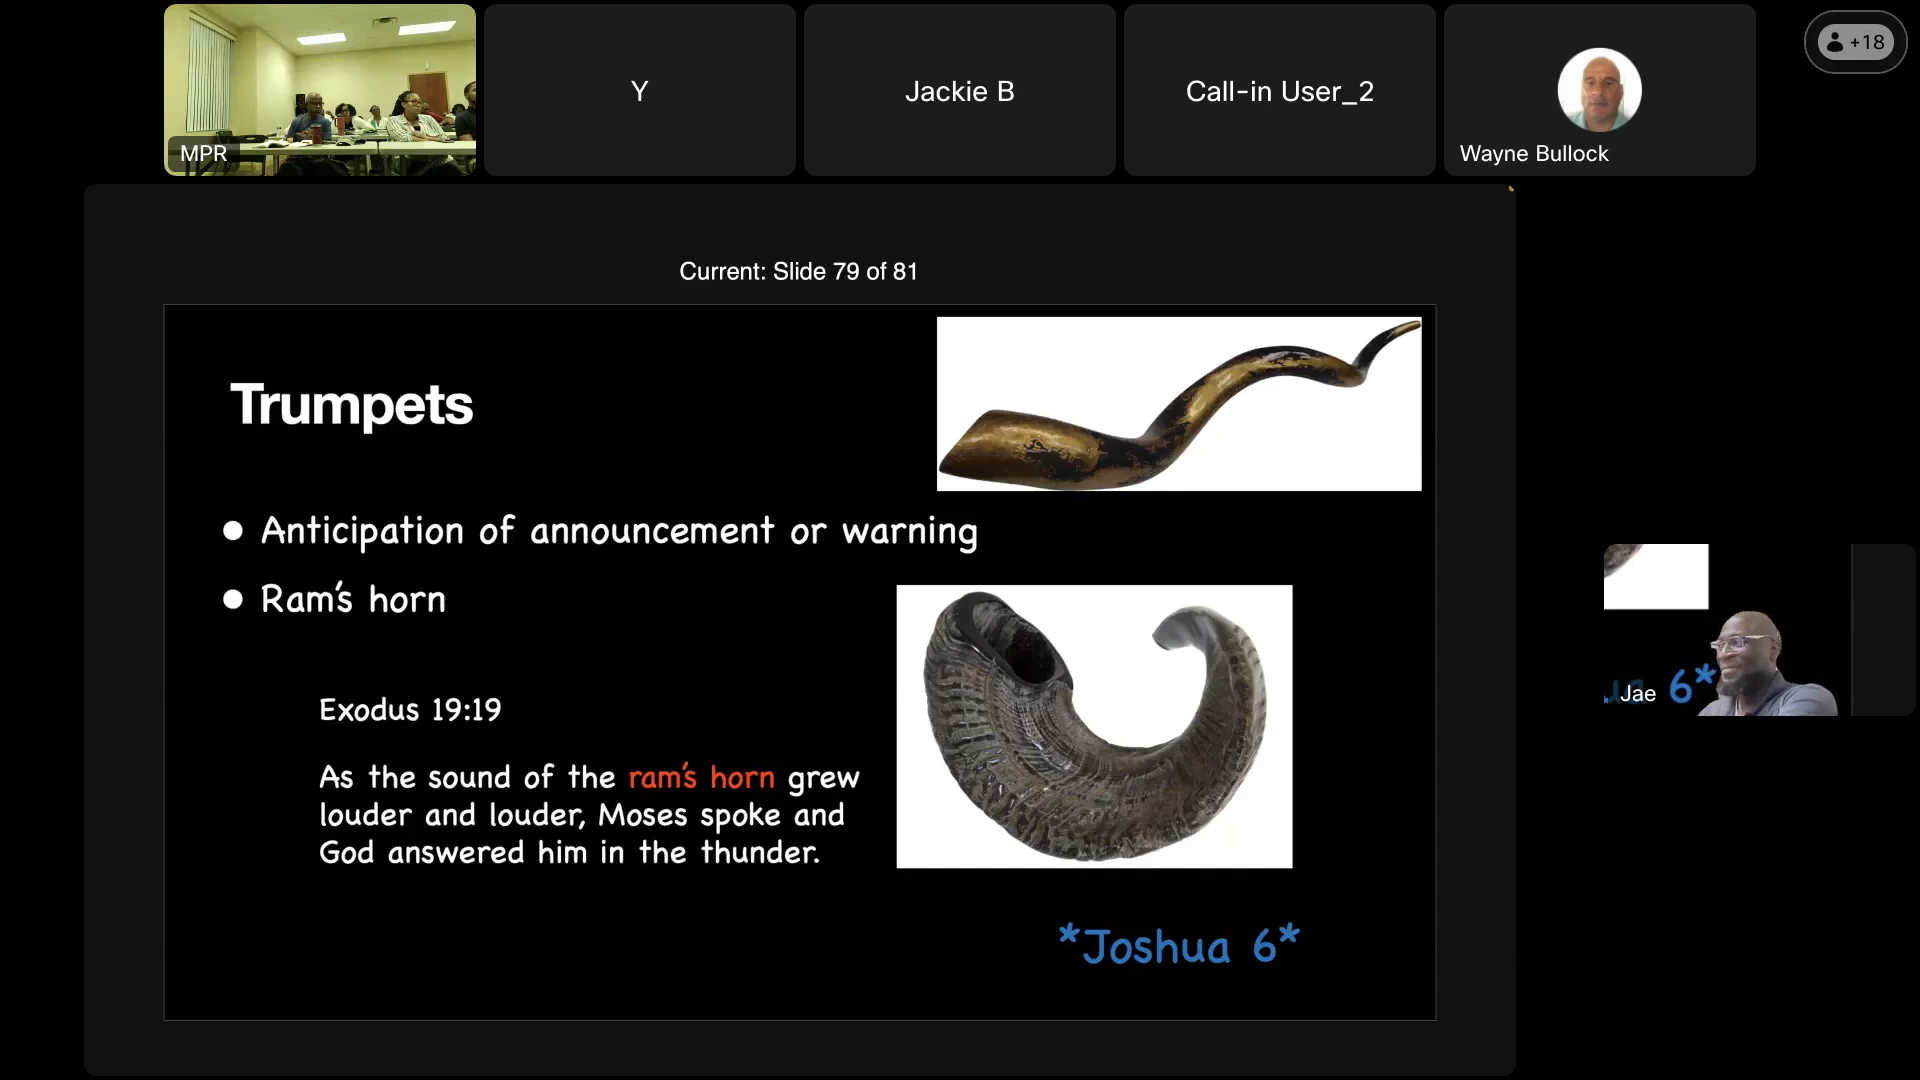 MPR
Y
Jackie B
Call-in User_2
Wayne Bullock
+18
Current: Slide 79 of 81
Trumpets
● Anticipation of announcement or warning
● Ram's horn
Exodus 19:19
As the sound of the ram's horn grew
louder and louder, Moses spoke and
God answered him in the thunder.
*Joshua 6*
Jae
6*